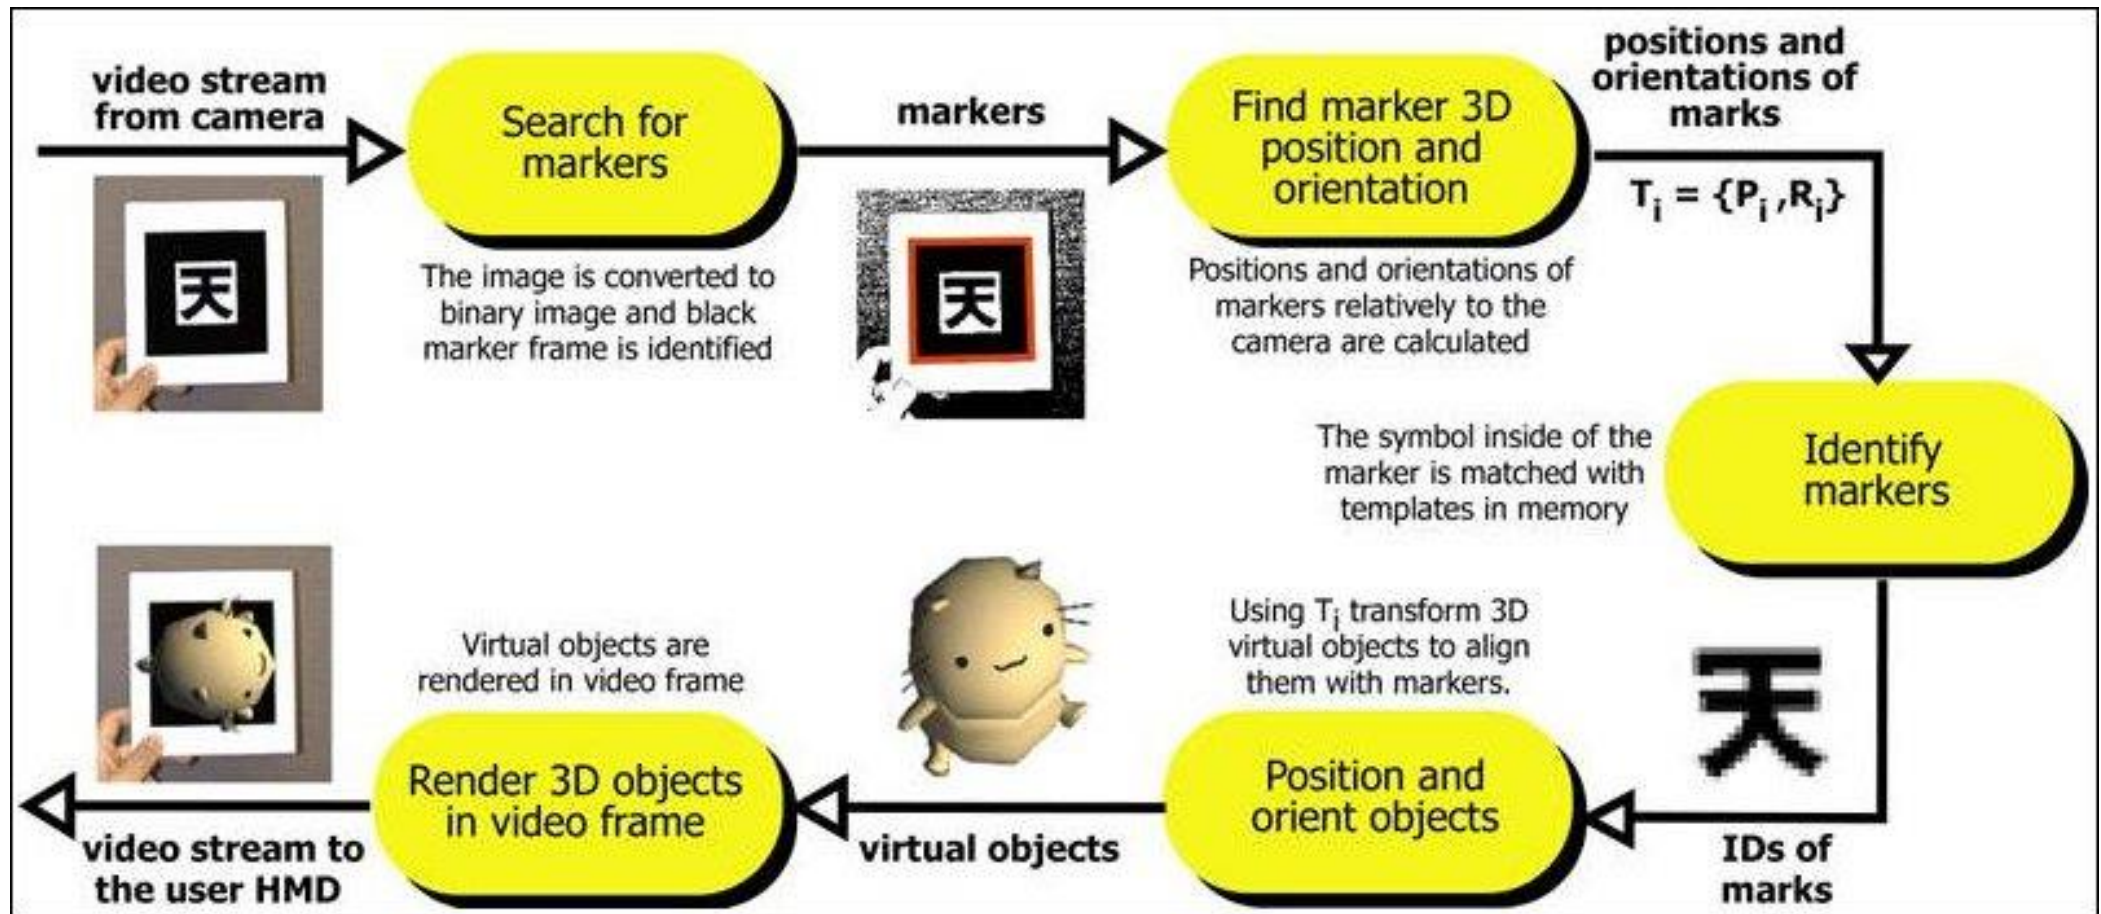 video stream
from camera
天
Search for
markers
The image is converted to
binary image and black
marker frame is identified
markers
天
Find marker 3D
position and
orientation
Positions and orientations of
markers relatively to the
camera are calculated
positions and
orientations of
marks
Tᵢ = {Pᵢ ,Rᵢ}
The symbol inside of the
marker is matched with
templates in memory
Identify
markers
天
IDs of
marks
Using Tᵢ transform 3D
virtual objects to align
them with markers.
Position and
orient objects
virtual objects
Virtual objects are
rendered in video frame
Render 3D objects
in video frame
video stream to
the user HMD